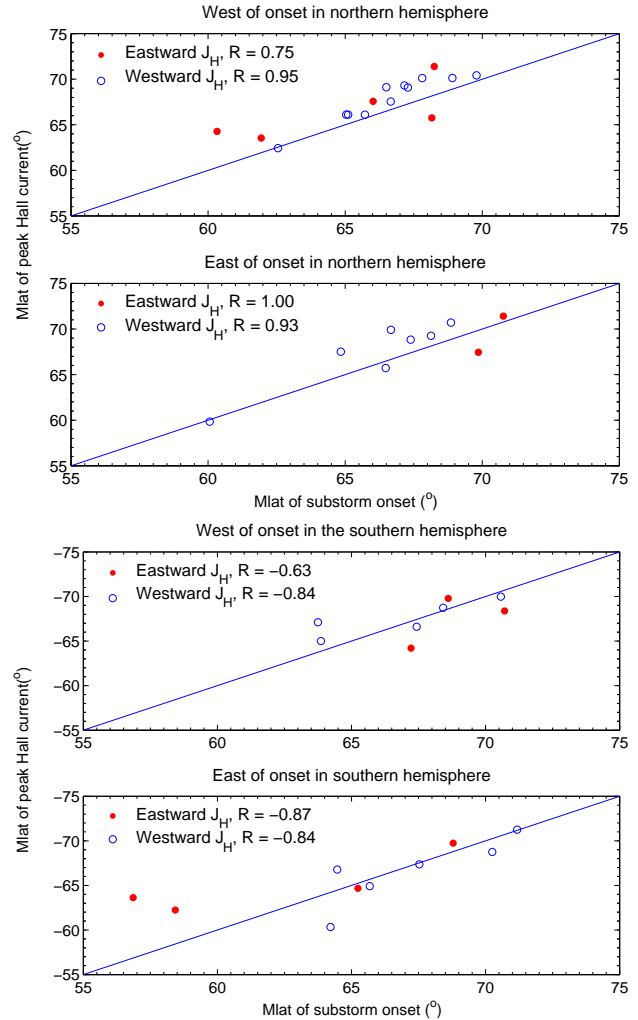 West of onset in northern hemisphere
Eastward J_H, R = 0.75
Westward J_H, R = 0.95
75
70
65
60
55
55 60 65 70 75
Mlat of peak Hall current(°)
East of onset in northern hemisphere
Eastward J_H, R = 1.00
Westward J_H, R = 0.93
75
70
65
60
55
55 60 65 70 75
Mlat of substorm onset (°)
West of onset in the southern hemisphere
Eastward J_H, R = −0.63
Westward J_H, R = −0.84
−75
−70
−65
−60
−55
55 60 65 70 75
Mlat of peak Hall current(°)
East of onset in southern hemisphere
Eastward J_H, R = −0.87
Westward J_H, R = −0.84
−75
−70
−65
−60
−55
55 60 65 70 75
Mlat of substorm onset (°)